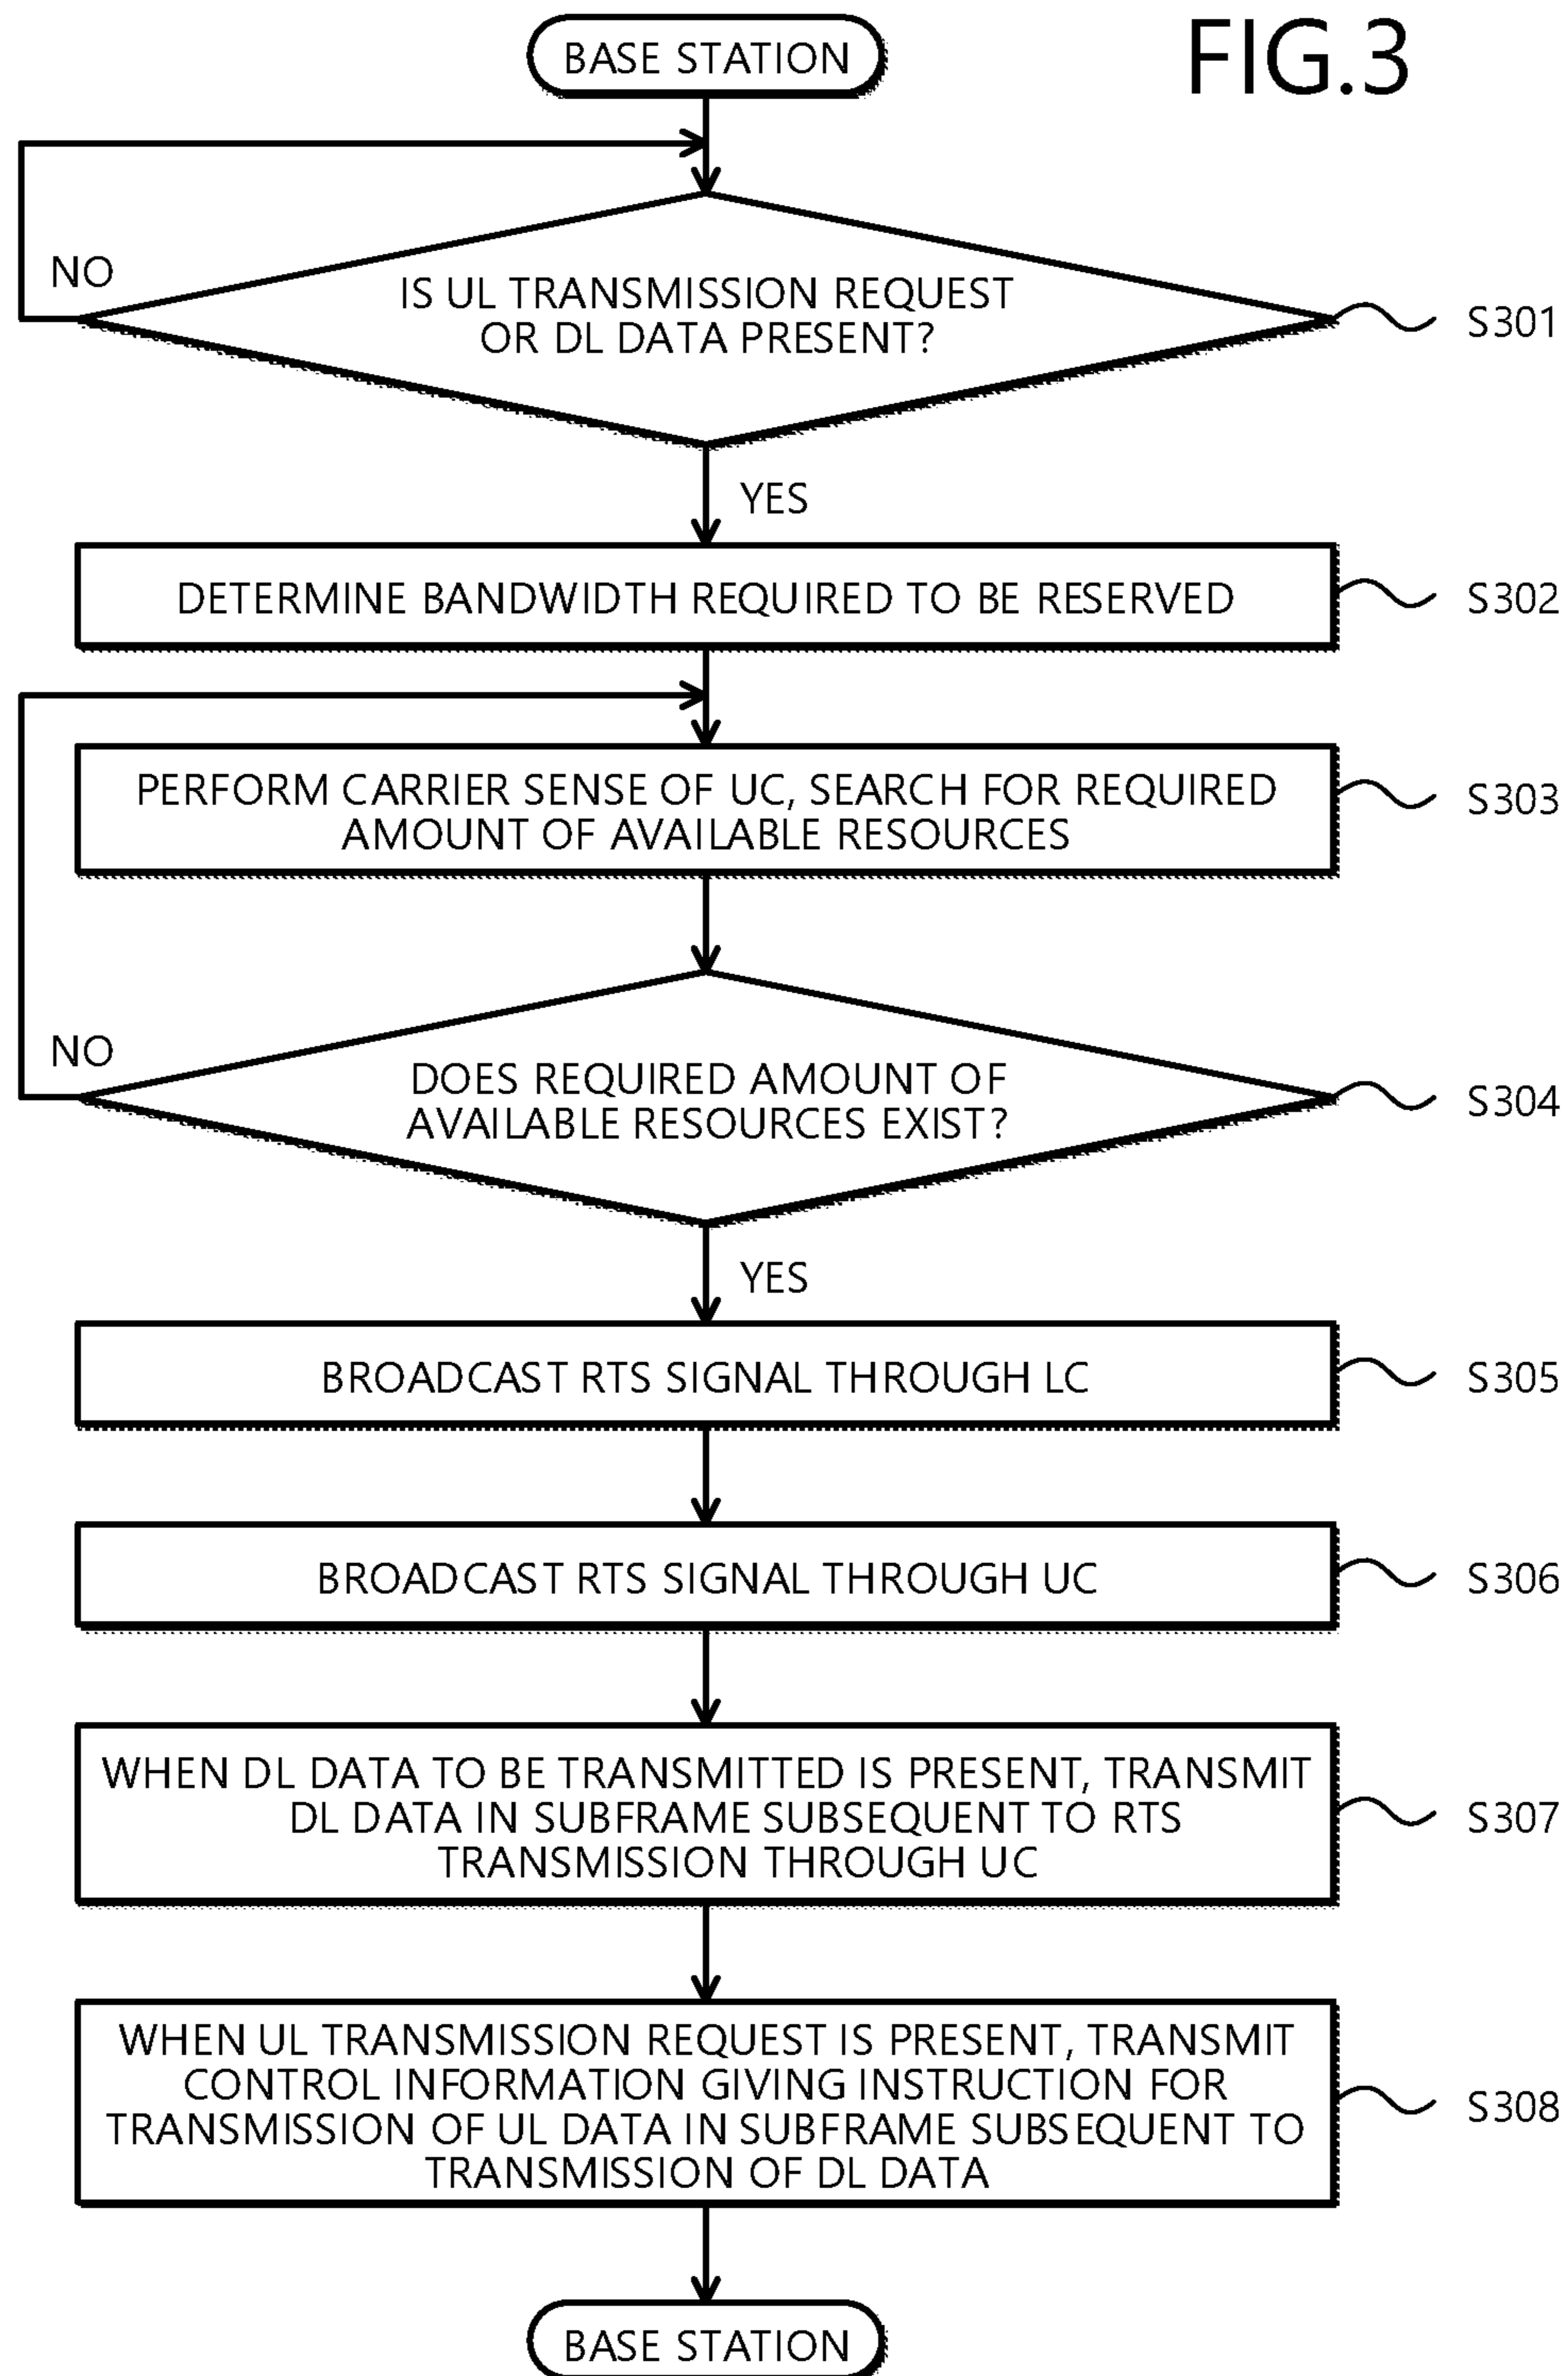 FIG.3
BASE STATION
NO
IS UL TRANSMISSION REQUEST
OR DL DATA PRESENT?
S301
YES
DETERMINE BANDWIDTH REQUIRED TO BE RESERVED
S302
PERFORM CARRIER SENSE OF UC, SEARCH FOR REQUIRED
AMOUNT OF AVAILABLE RESOURCES
S303
NO
DOES REQUIRED AMOUNT OF
AVAILABLE RESOURCES EXIST?
S304
YES
BROADCAST RTS SIGNAL THROUGH LC
S305
BROADCAST RTS SIGNAL THROUGH UC
S306
WHEN DL DATA TO BE TRANSMITTED IS PRESENT, TRANSMIT
DL DATA IN SUBFRAME SUBSEQUENT TO RTS
TRANSMISSION THROUGH UC
S307
WHEN UL TRANSMISSION REQUEST IS PRESENT, TRANSMIT
CONTROL INFORMATION GIVING INSTRUCTION FOR
TRANSMISSION OF UL DATA IN SUBFRAME SUBSEQUENT TO
TRANSMISSION OF DL DATA
S308
BASE STATION